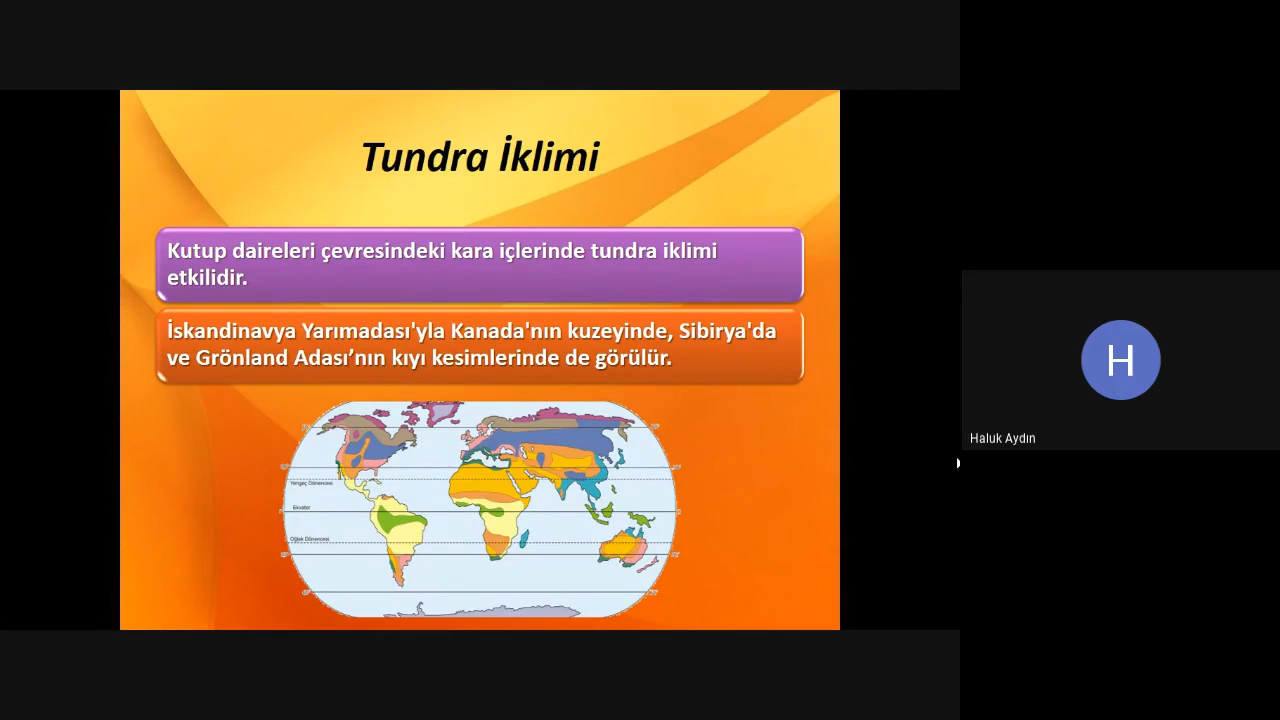 Tundra İklimi
Kutup daireleri çevresindeki kara içlerinde tundra iklimi
etkilidir.
İskandinavya Yarımadası'yla Kanada'nın kuzeyinde, Sibirya'da
ve Grönland Adası’nın kıyı kesimlerinde de görülür.
Yengeç Dönencesi
Ekvator
Oğlak Dönencesi
H
Haluk Aydın